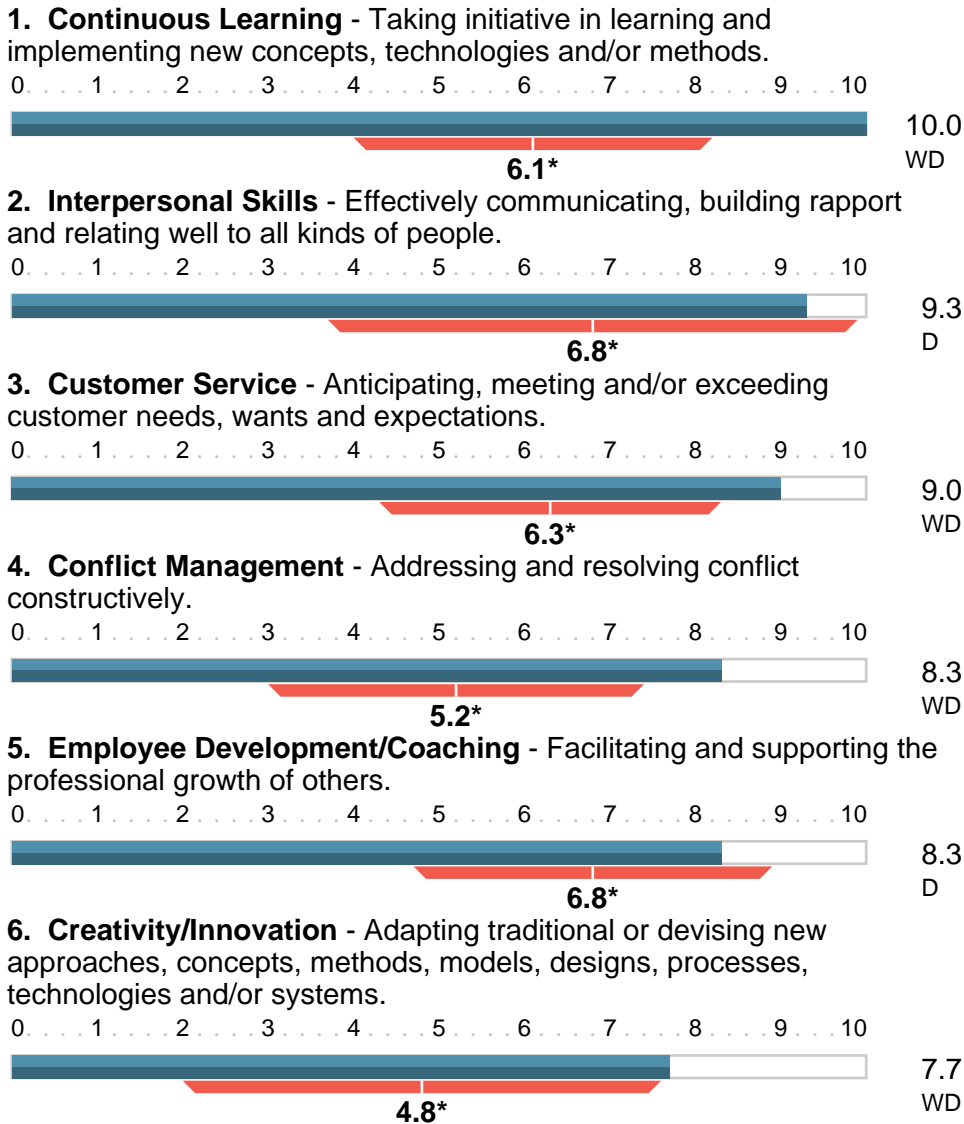 1. Continuous Learning - Taking initiative in learning and
implementing new concepts, technologies and/or methods.
0. . . . 1 . . . . 2 . . . . 3 . . . . 4 . . . . 5 . . . . 6 . . . . 7 . . . . 8 . . . . 9 . . . 10
10.0
WD
6.1*
2. Interpersonal Skills - Effectively communicating, building rapport
and relating well to all kinds of people.
0. . . . 1 . . . . 2 . . . . 3 . . . . 4 . . . . 5 . . . . 6 . . . . 7 . . . . 8 . . . . 9 . . . 10
9.3
D
6.8*
3. Customer Service - Anticipating, meeting and/or exceeding
customer needs, wants and expectations.
0. . . . 1 . . . . 2 . . . . 3 . . . . 4 . . . . 5 . . . . 6 . . . . 7 . . . . 8 . . . . 9 . . . 10
9.0
WD
6.3*
4. Conflict Management - Addressing and resolving conflict
constructively.
0. . . . 1 . . . . 2 . . . . 3 . . . . 4 . . . . 5 . . . . 6 . . . . 7 . . . . 8 . . . . 9 . . . 10
8.3
WD
5.2*
5. Employee Development/Coaching - Facilitating and supporting the
professional growth of others.
0. . . . 1 . . . . 2 . . . . 3 . . . . 4 . . . . 5 . . . . 6 . . . . 7 . . . . 8 . . . . 9 . . . 10
8.3
D
6.8*
6. Creativity/Innovation - Adapting traditional or devising new
approaches, concepts, methods, models, designs, processes,
technologies and/or systems.
0. . . . 1 . . . . 2 . . . . 3 . . . . 4 . . . . 5 . . . . 6 . . . . 7 . . . . 8 . . . . 9 . . . 10
7.7
WD
4.8*